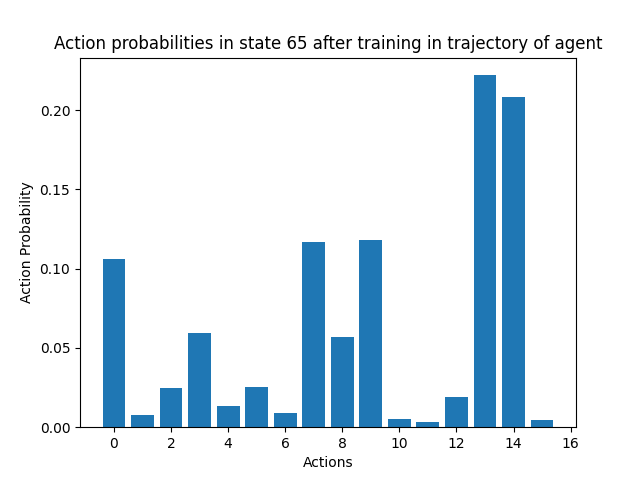 Action probabilities in state 65 after training in trajectory of agent
0.20
0.15
0.10
0.05
0.00
Action Probability
0 2 4 6 8 10 12 14 16
Actions